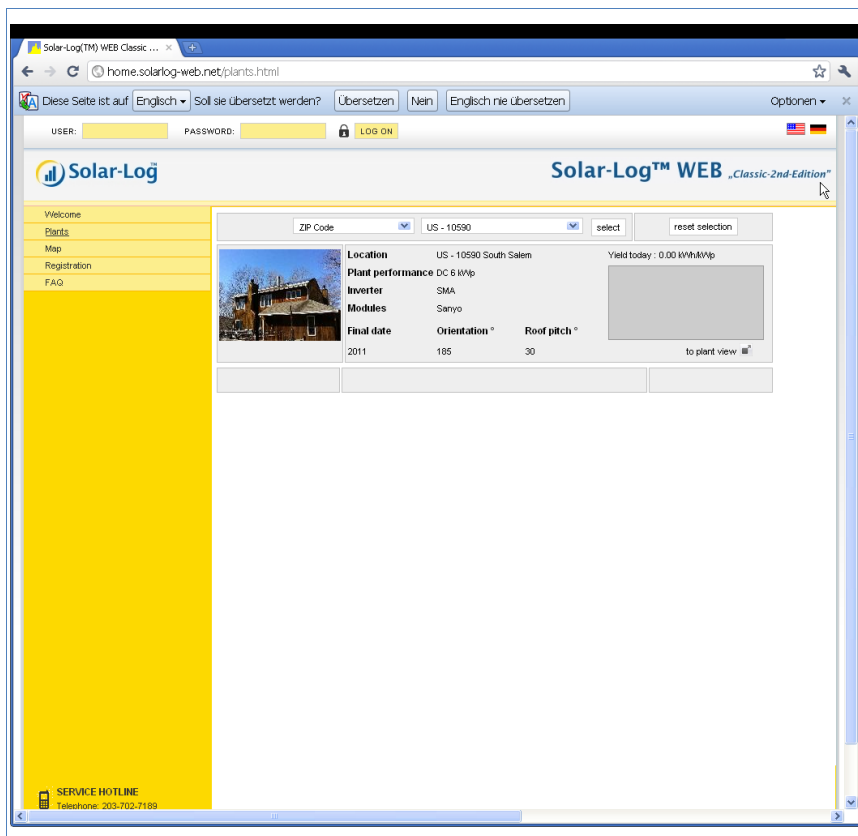 Solar-Log(TM) WEB Classic ...
home.solarlog-web.net/plants.html
Diese Seite ist auf Englisch Soll sie übersetzt werden? Übersetzen Nein Englisch nie übersetzen Optionen
USER: PASSWORD: LOG ON
Solar-Log™ Solar-Log™ WEB „Classic-2nd-Edition"
Welcome
Plants
Map
Registration
FAQ
ZIP Code US - 10590 select reset selection
Location US - 10590 South Salem Yield today : 0.00 kWh/kWp
Plant performance DC 6 kWp
Inverter SMA
Modules Sanyo
Final date Orientation ° Roof pitch °
2011 185 30 to plant view
SERVICE HOTLINE
Telephone: 203-702-7189